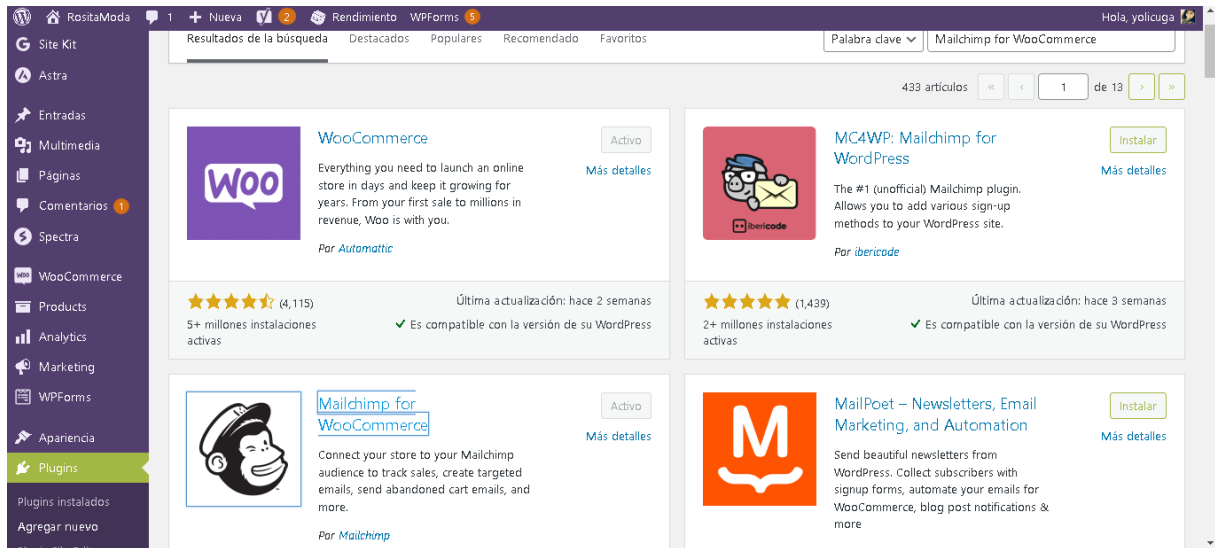 RositaModa 1 Nueva 2 Rendimiento WPForms 5 Hola, yolicuga
Site Kit
Astra
Entradas
Multimedia
Páginas
Comentarios 1
Spectra
WooCommerce
Products
Analytics
Marketing
WPForms
Apariencia
Plugins
Plugins instalados
Agregar nuevo
Resultados de la búsqueda Destacados Populares Recomendado Favoritos Palabra clave Mailchimp for WooCommerce
433 artículos « ‹ 1 de 13 › »
Woo
WooCommerce
Activo
Más detalles
Everything you need to launch an online
store in days and keep it growing for
years. From your first sale to millions in
revenue, Woo is with you.
Por Automattic
(4,115)
5+ millones instalaciones
activas
Última actualización: hace 2 semanas
Es compatible con la versión de su WordPress
ibericode
MC4WP: Mailchimp for
WordPress
Instalar
Más detalles
The #1 (unofficial) Mailchimp plugin.
Allows you to add various sign-up
methods to your WordPress site.
Por ibericode
(1,439)
2+ millones instalaciones
activas
Última actualización: hace 3 semanas
Es compatible con la versión de su WordPress
Mailchimp for
WooCommerce
Activo
Más detalles
Connect your store to your Mailchimp
audience to track sales, create targeted
emails, send abandoned cart emails, and
more.
Por Mailchimp
M
MailPoet – Newsletters, Email
Marketing, and Automation
Instalar
Más detalles
Send beautiful newsletters from
WordPress. Collect subscribers with
signup forms, automate your emails for
WooCommerce, blog post notifications &
more